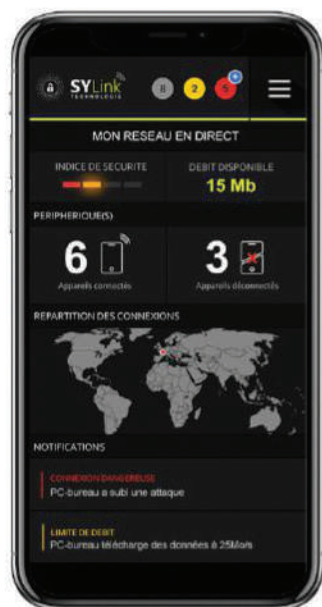 SYLink
TECHNOLOGIE
2
5
MON RESEAU EN DIRECT
INDICE DE SECURITE
DEBIT DISPONIBLE
15 Mb
PERIPHERIQUE(S)
6
3
Appareils connectés
Appareils déconnectés
REPARTITION DES CONNEXIONS
NOTIFICATIONS
CONNEXION DANGEREUSE
PC-bureau a subi une attaque
LIMITE DE DEBIT
PC-bureau télécharge des données à 25Mo/s